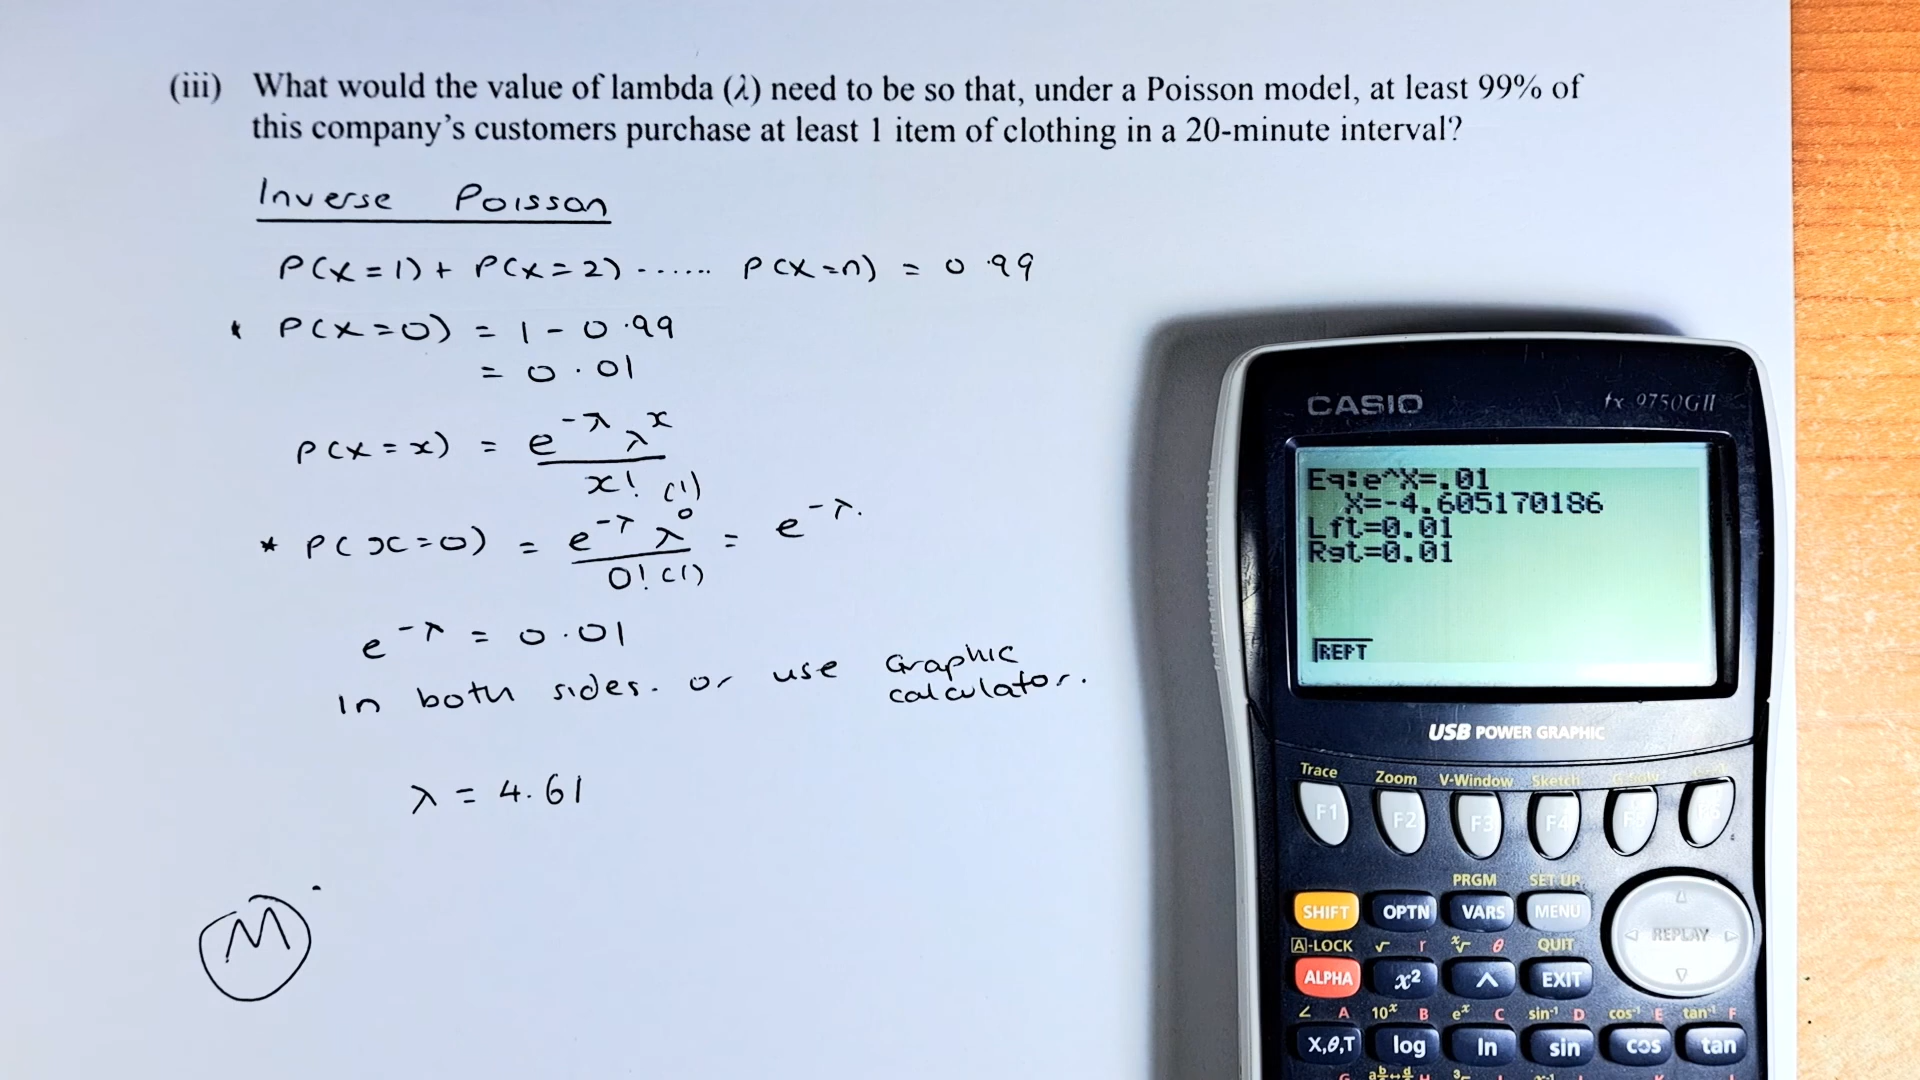 (iii) What would the value of lambda (λ) need to be so that, under a Poisson model, at least 99% of
this company's customers purchase at least 1 item of clothing in a 20-minute interval?
Inverse Poisson
P(X=1) + P(X=2) ...... P(X=n) = 0.99
* P(X=0) = 1 - 0.99
= 0.01
P(X=x) = e^-λ λ^x / x!
* P(x=0) = e^-λ λ^0 (1) / 0! (1) = e^-λ.
e^-λ = 0.01
ln both sides. or use Graphic calculator.
λ = 4.61
M
CASIO fx-9750GII
Eq:e^X=.01
X=-4.605170186
Lft=0.01
Rgt=0.01
REPT
USB POWER GRAPHIC
Trace Zoom V-Window Sketch
F1 F2 F3 F4 F5 F6
PRGM SET UP
SHIFT OPTN VARS MENU
REPLAY
A-LOCK √ r ˣ√ θ QUIT
ALPHA x² ^ EXIT
∠ A 10ˣ B eˣ C sin⁻¹ D cos⁻¹ E tan⁻¹ F
X,θ,T log ln sin cos tan